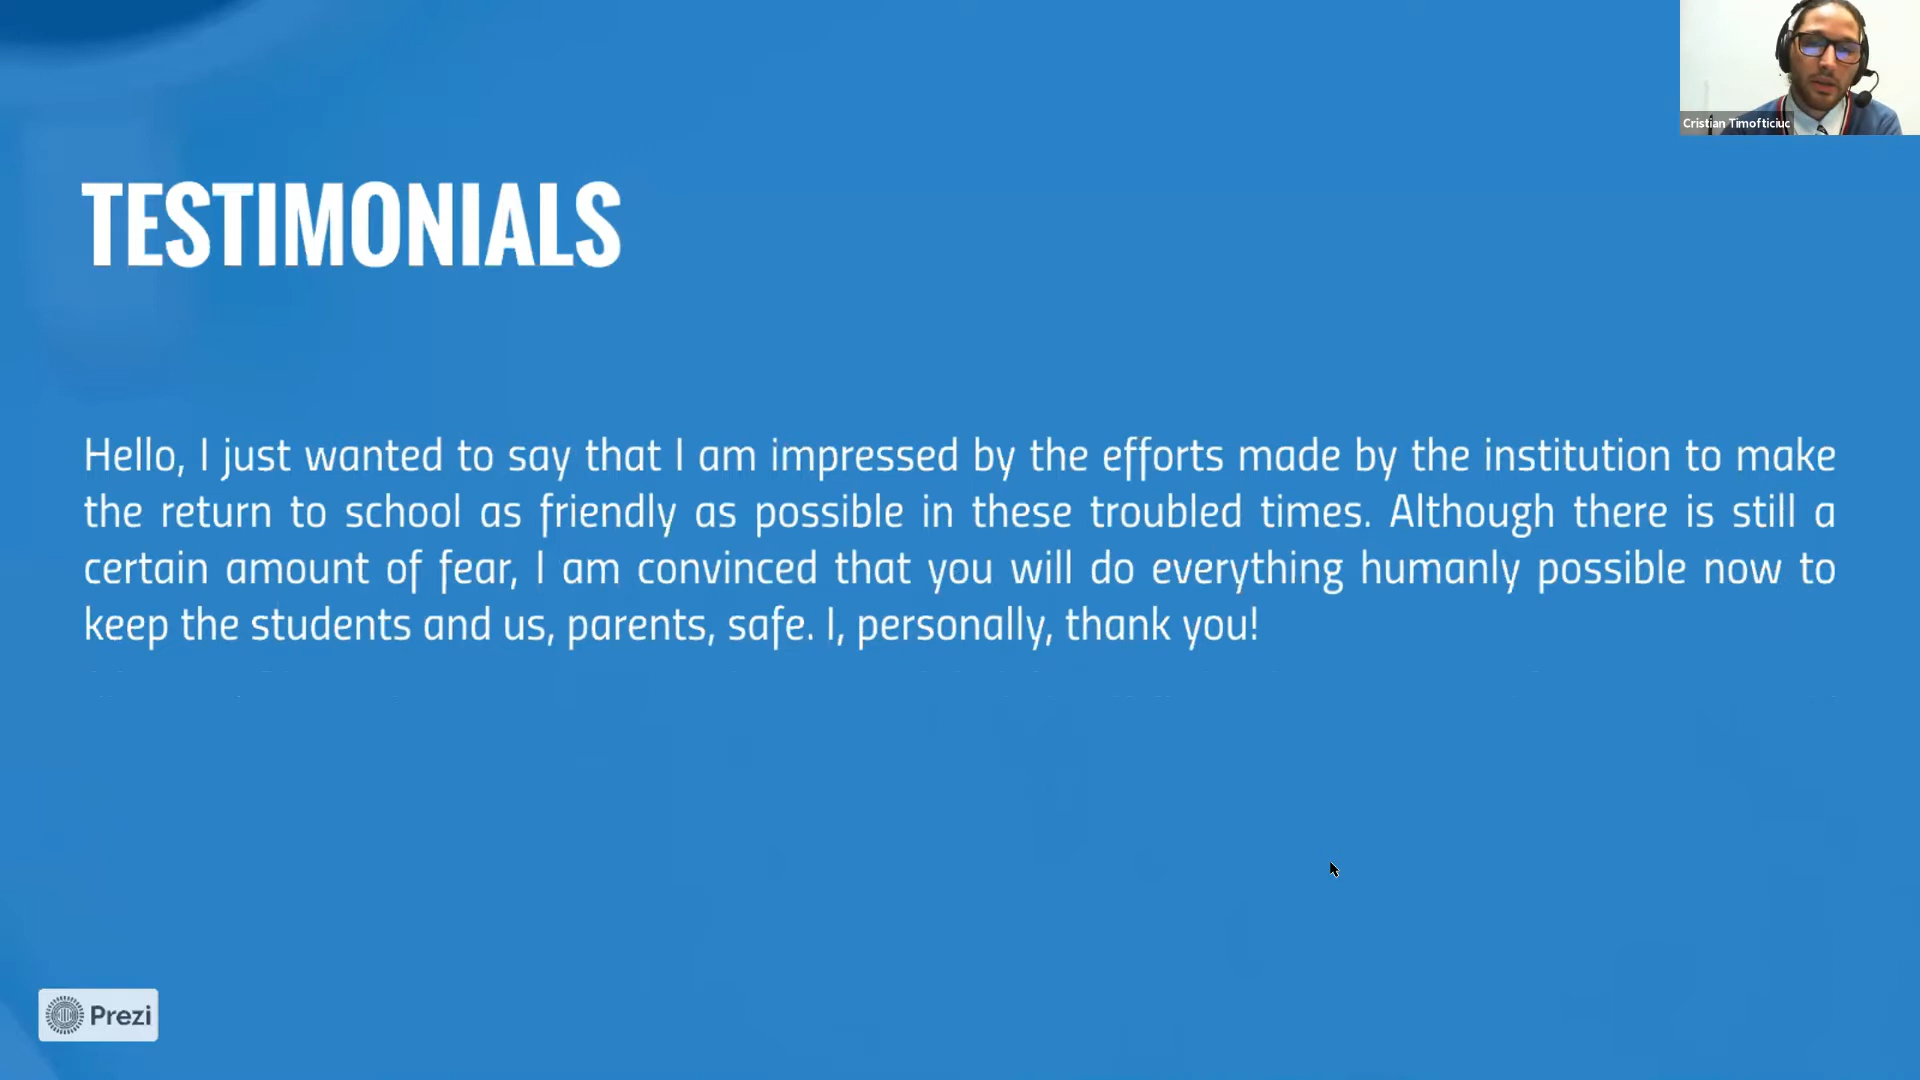 Cristian Timofticiuc
TESTIMONIALS
Hello, I just wanted to say that I am impressed by the efforts made by the institution to make
the return to school as friendly as possible in these troubled times. Although there is still a
certain amount of fear, I am convinced that you will do everything humanly possible now to
keep the students and us, parents, safe. I, personally, thank you!
Prezi